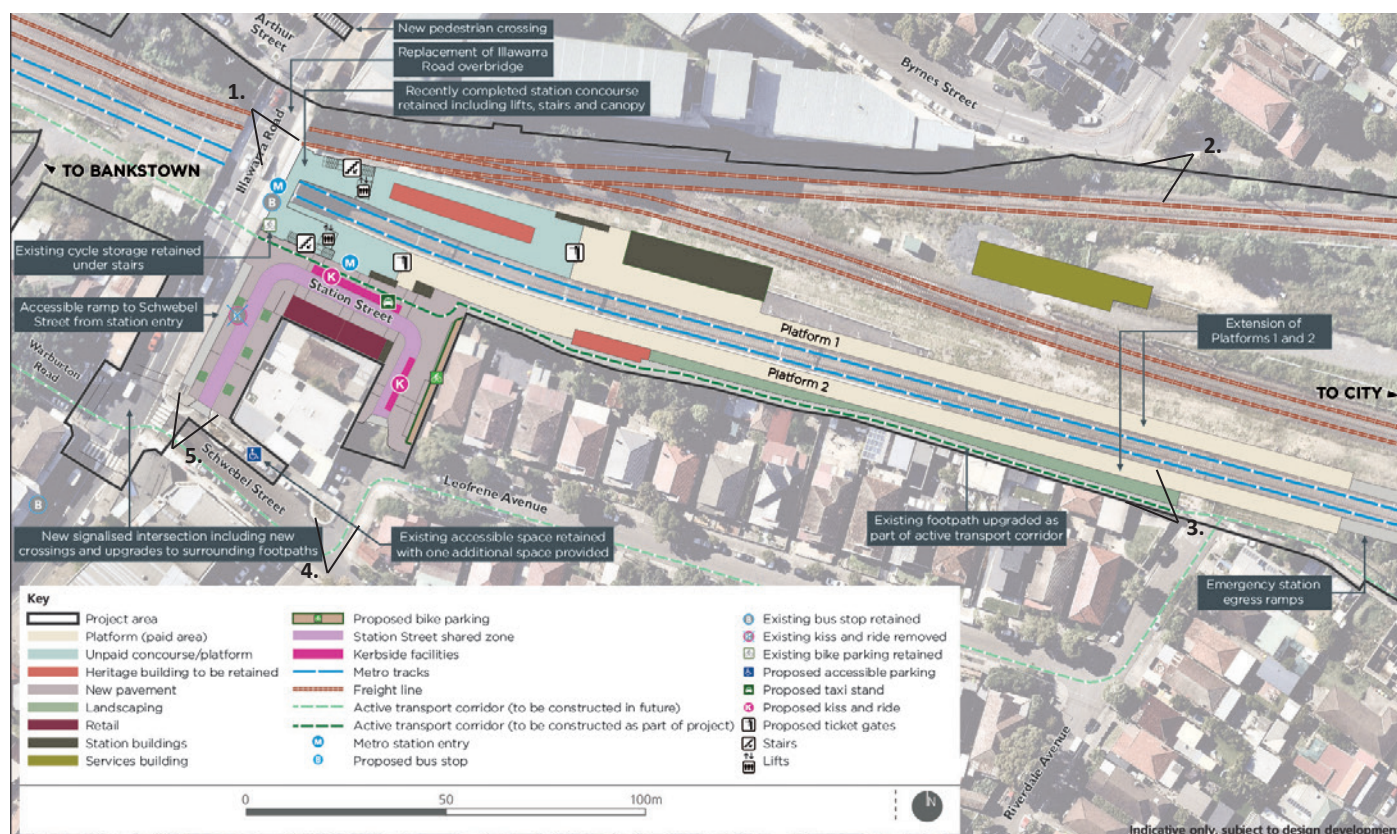 Arthur
Street
New pedestrian crossing
Replacement of Illawarra
Road overbridge
Recently completed station concourse
retained including lifts, stairs and canopy
Byrnes Street
1.
Illawarra Road
2.
TO BANKSTOWN
M
B
Existing cycle storage retained
under stairs
M
K
Station Street
Accessible ramp to Schwebel
Street from station entry
B
Warburton
Road
Platform 1
Platform 2
Extension of
Platforms 1 and 2
TO CITY
K
5.
Schwebel Street
B
Leofrene Avenue
New signalised intersection including new
crossings and upgrades to surrounding footpaths
4.
Existing accessible space retained
with one additional space provided
Existing footpath upgraded as
part of active transport corridor
3.
Emergency station
egress ramps
Riverdale Avenue
Key
Project area
Platform (paid area)
Unpaid concourse/platform
Heritage building to be retained
New pavement
Landscaping
Retail
Station buildings
Services building
Proposed bike parking
Station Street shared zone
Kerbside facilities
Metro tracks
Freight line
Active transport corridor (to be constructed in future)
Active transport corridor (to be constructed as part of project)
M Metro station entry
B Proposed bus stop
B Existing bus stop retained
Existing kiss and ride removed
Existing bike parking retained
Proposed accessible parking
Proposed taxi stand
K Proposed kiss and ride
Proposed ticket gates
Stairs
Lifts
0 50 100m
N
Indicative only, subject to design development